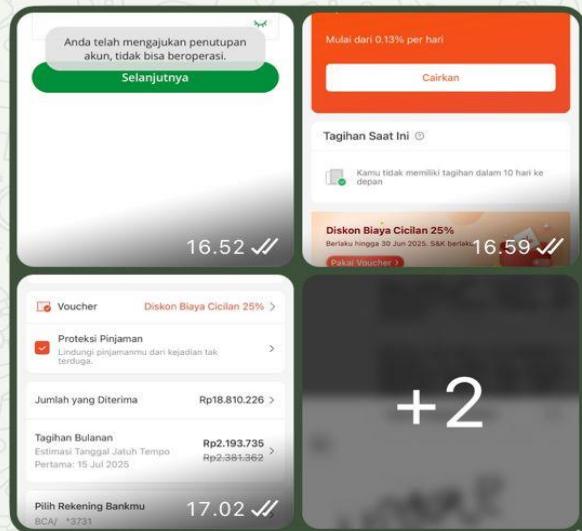 Anda telah mengajukan penutupan
akun, tidak bisa beroperasi.
Selanjutnya
16.52
Mulai dari 0.13% per hari
Cairkan
Tagihan Saat Ini
Kamu tidak memiliki tagihan dalam 10 hari ke
depan
Diskon Biaya Cicilan 25%
Berlaku hingga 30 Jun 2025. S&K berlaku
Pakai Voucher >
16.59
Voucher Diskon Biaya Cicilan 25% >
Proteksi Pinjaman
Lindungi pinjamanmu dari kejadian tak
terduga.
Jumlah yang Diterima Rp18.810.226 >
Tagihan Bulanan
Estimasi Tanggal Jatuh Tempo
Pertama: 15 Jul 2025
Rp2.193.735
Rp2.381.362
Pilih Rekening Bankmu
BCA/ *3731
17.02
+2